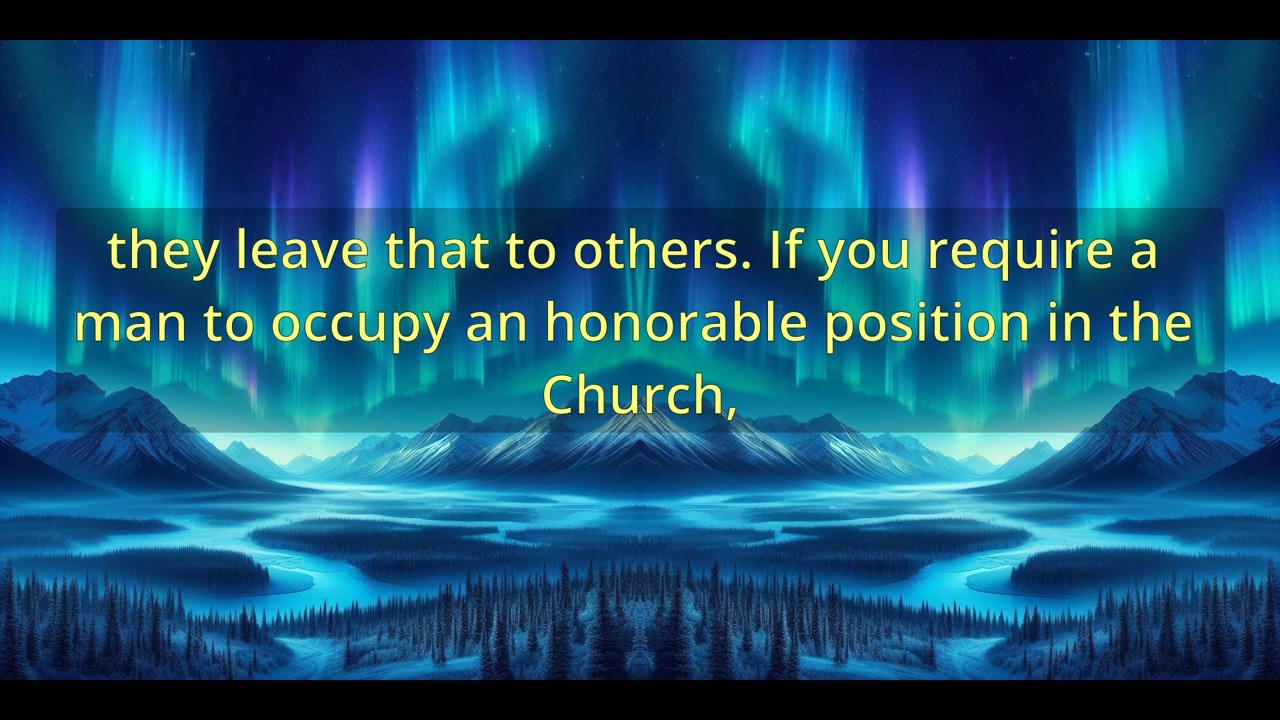 they leave that to others. If you require a
man to occupy an honorable position in the
Church,